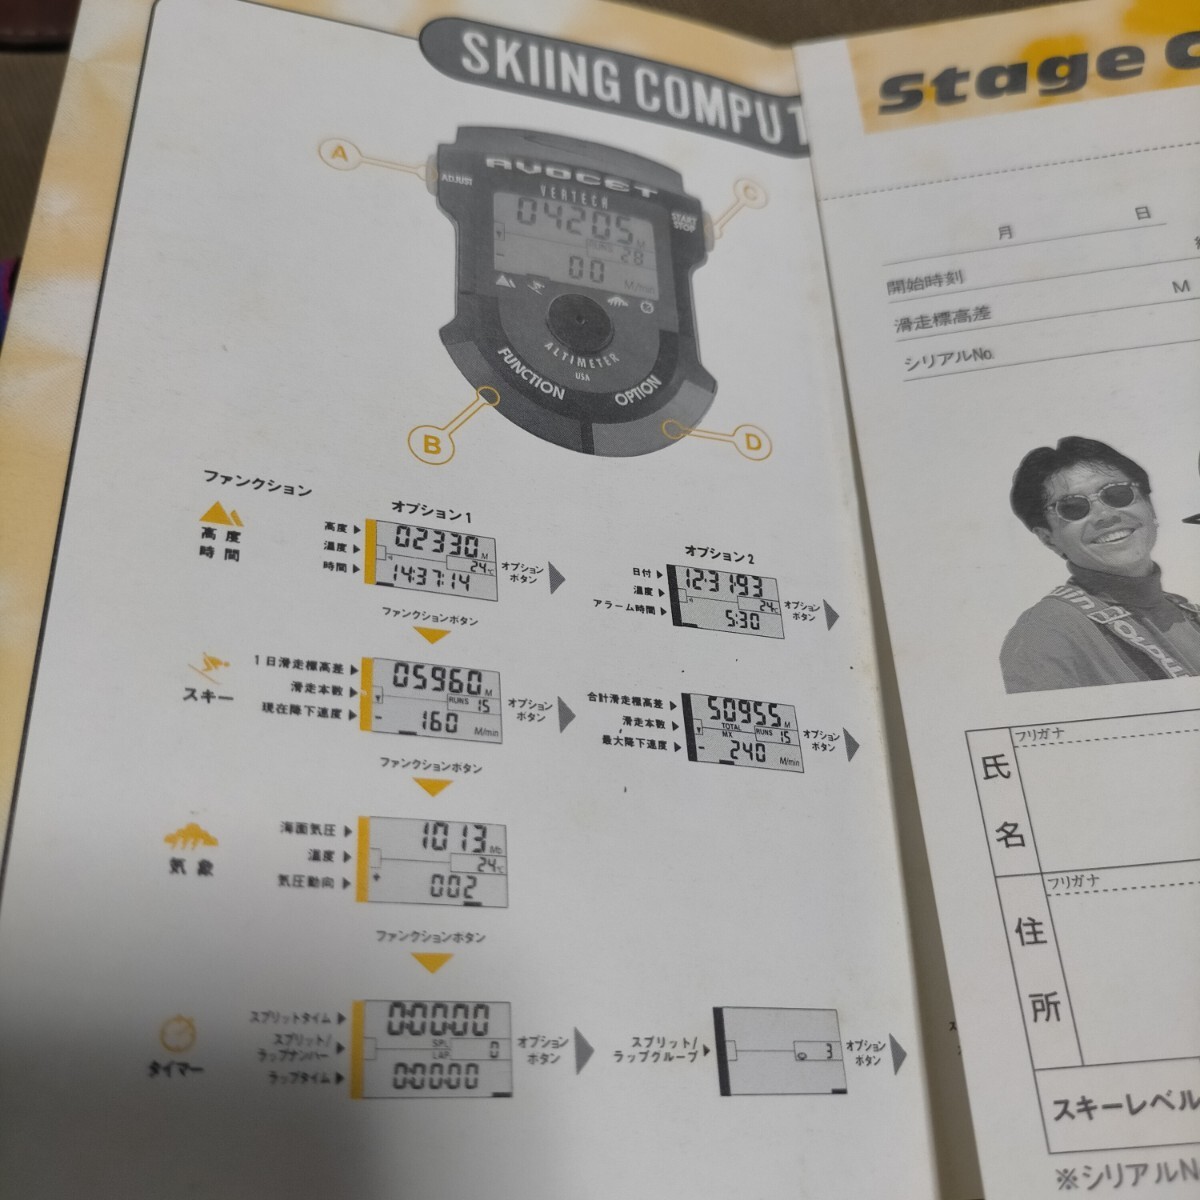 SKIING COMPUT
A
ADJUST
AVOCET
VERTECH
START
STOP
C
04205M
28
00
M/min
ALTIMETER
USA
FUNCTION
OPTION
B
D
ファンクション
オプション1
高度
時間
高度
温度
時間
02330M
24℃
14:37:14
オプション
ボタン
オプション2
日付
温度
アラーム時間
12:31:93
24℃
5:30
オプション
ボタン
ファンクションボタン
スキー
1日滑走標高差
滑走本数
現在降下速度
05960M
RUNS 15
- 160 M/min
オプション
ボタン
合計滑走標高差
滑走本数
最大降下速度
50955M
TOTAL
MX
RUNS 15
- 240 M/min
オプション
ボタン
ファンクションボタン
気象
海面気圧
温度
気圧動向
1013Mb
24℃
+ 002
ファンクションボタン
タイマー
スプリットタイム
スプリット/
ラップナンバー
ラップタイム
0:00:00
SPL
LAP
0
0:00:00
オプション
ボタン
スプリット/
ラップグループ
3
オプション
ボタン
Stage C
月 日
開始時刻
滑走標高差 M
シリアルNo.
氏名
フリガナ
住所
フリガナ
スキーレベル
※シリアルN